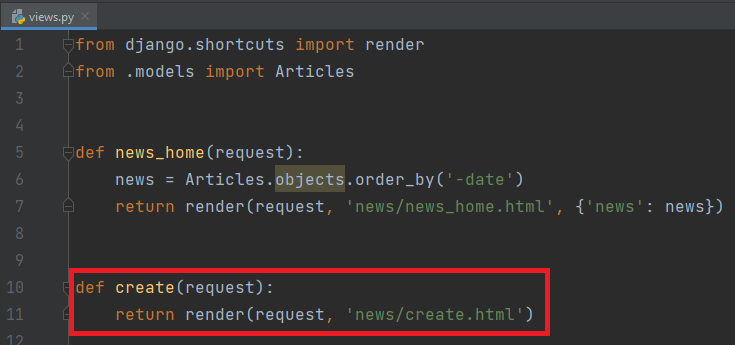 views.py
1 from django.shortcuts import render
2 from .models import Articles
3
4
5 def news_home(request):
6     news = Articles.objects.order_by('-date')
7     return render(request, 'news/news_home.html', {'news': news})
8
9
10 def create(request):
11     return render(request, 'news/create.html')
12